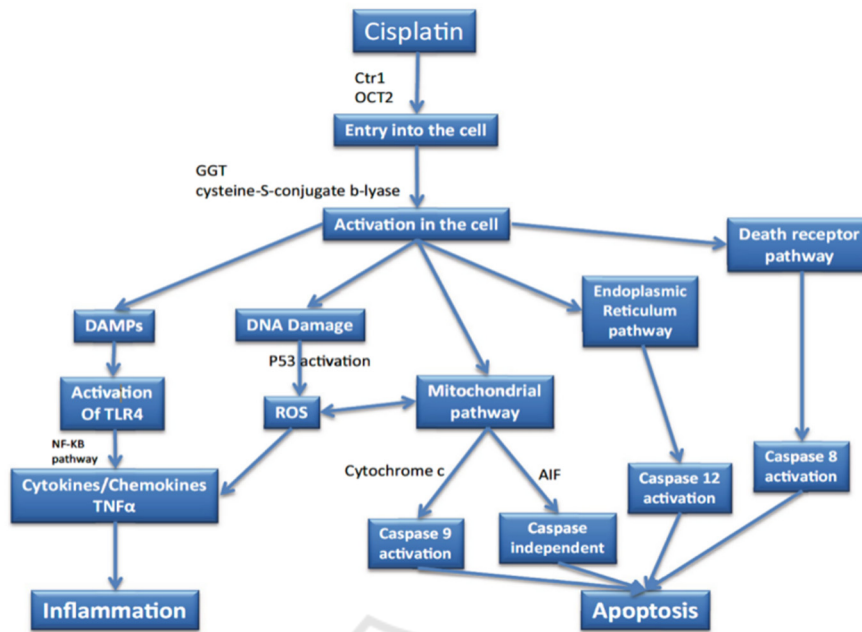 Cisplatin
Ctr1
OCT2
Entry into the cell
GGT
cysteine-S-conjugate b-lyase
Activation in the cell
Death receptor
pathway
Endoplasmic
Reticulum
pathway
DAMPs
DNA Damage
P53 activation
Activation
Of TLR4
ROS
Mitochondrial
pathway
NF-KB
pathway
Cytokines/Chemokines
TNFα
Cytochrome c
AIF
Caspase 12
activation
Caspase 8
activation
Caspase 9
activation
Caspase
independent
Inflammation
Apoptosis